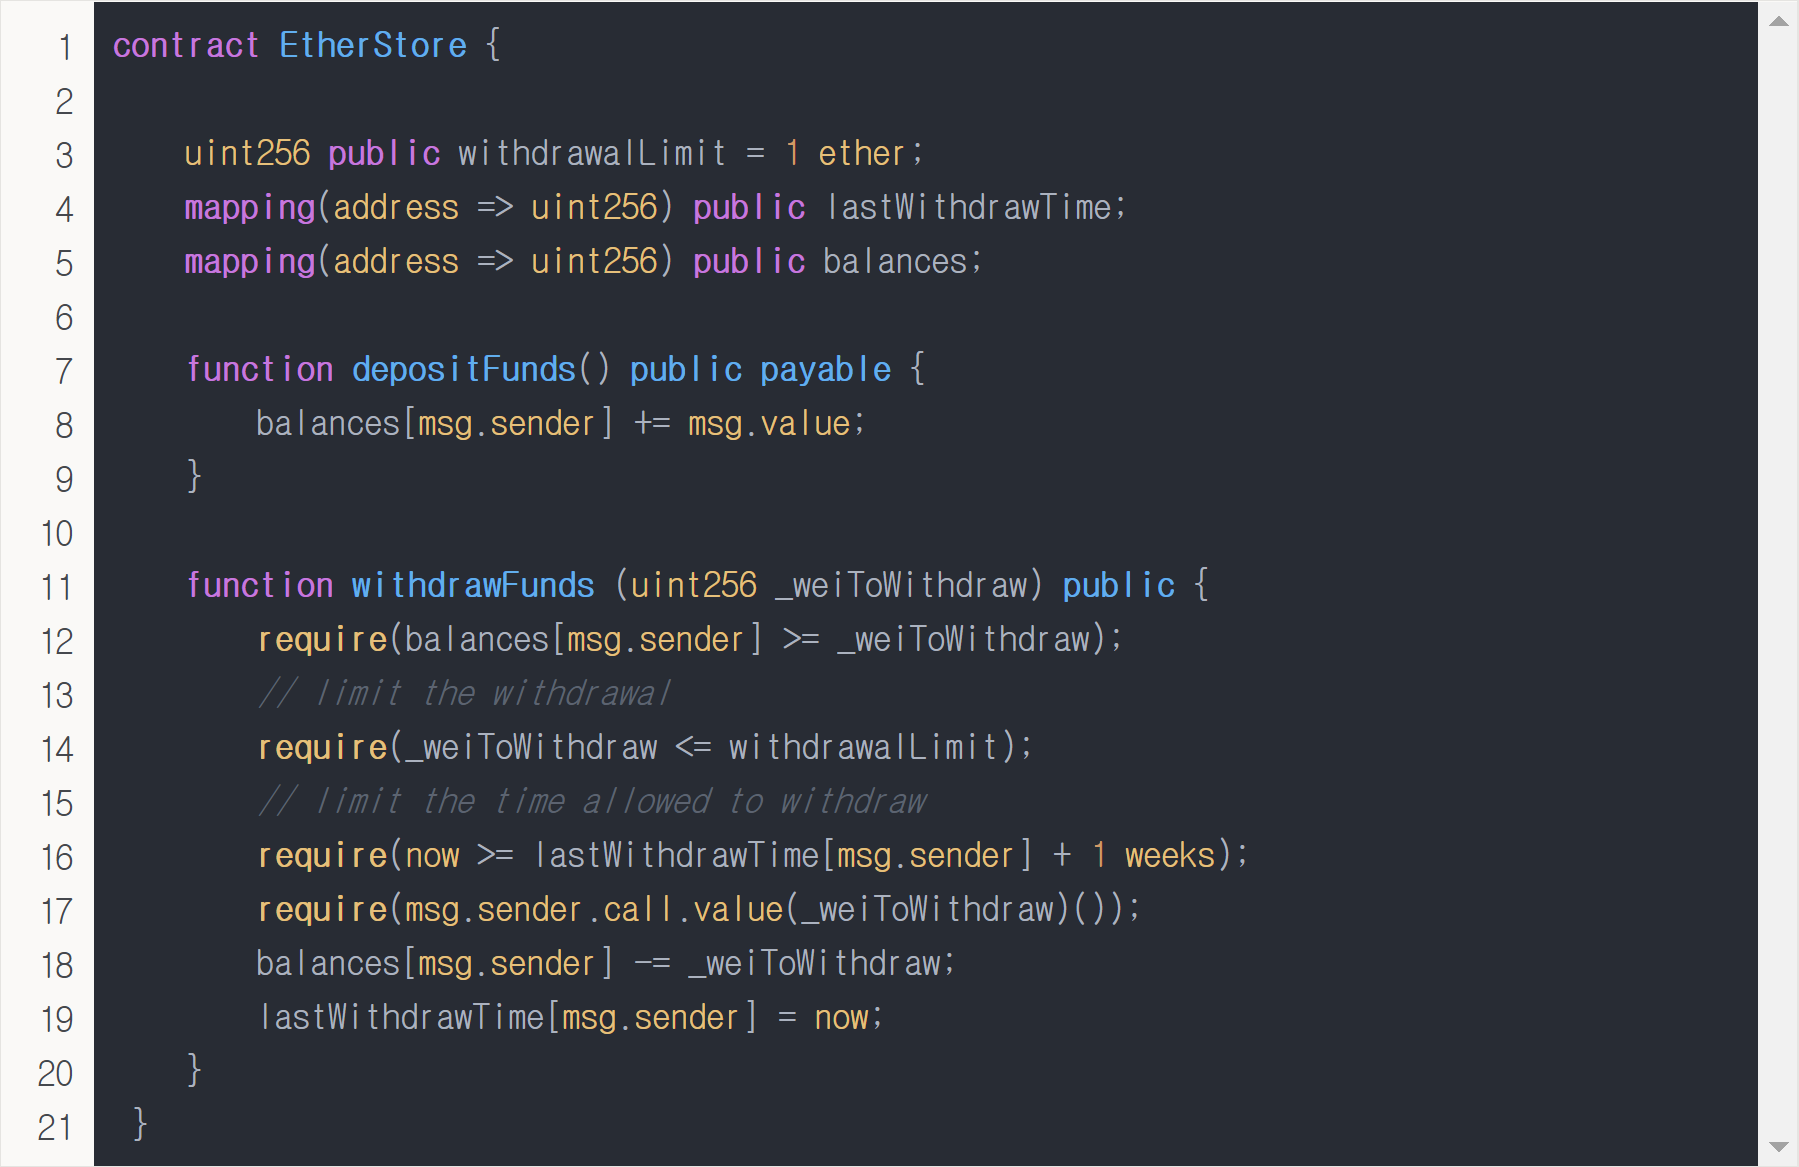 1 contract EtherStore {
2
3     uint256 public withdrawalLimit = 1 ether;
4     mapping(address => uint256) public lastWithdrawTime;
5     mapping(address => uint256) public balances;
6
7     function depositFunds() public payable {
8         balances[msg.sender] += msg.value;
9     }
10
11     function withdrawFunds (uint256 _weiToWithdraw) public {
12         require(balances[msg.sender] >= _weiToWithdraw);
13         // limit the withdrawal
14         require(_weiToWithdraw <= withdrawalLimit);
15         // limit the time allowed to withdraw
16         require(now >= lastWithdrawTime[msg.sender] + 1 weeks);
17         require(msg.sender.call.value(_weiToWithdraw)());
18         balances[msg.sender] -= _weiToWithdraw;
19         lastWithdrawTime[msg.sender] = now;
20     }
21  }